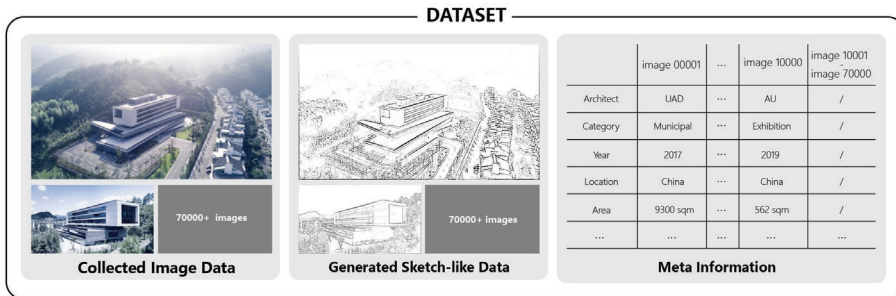 DATASET
70000+ images
Collected Image Data
70000+ images
Generated Sketch-like Data
image 00001 ... image 10000 image 10001 - image 70000
Architect UAD ... AU /
Category Municipal ... Exhibition /
Year 2017 ... 2019 /
Location China ... China /
Area 9300 sqm ... 562 sqm /
... ... ... ... ...
Meta Information